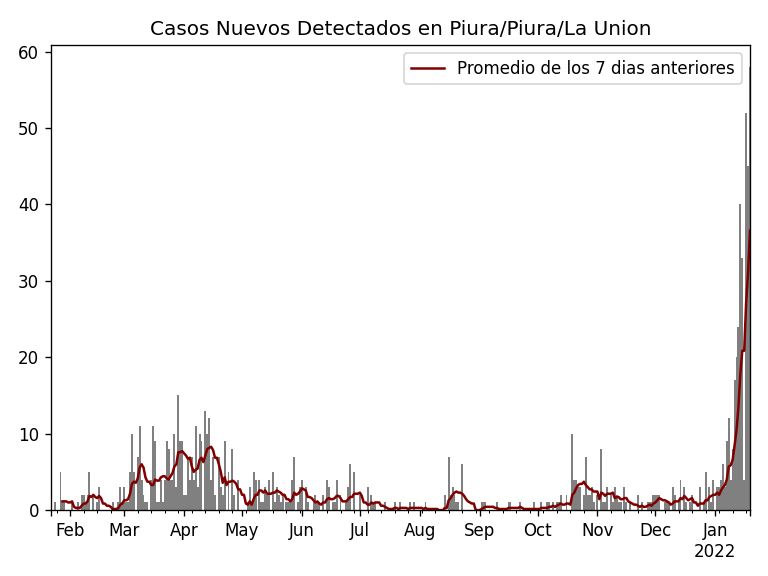 Casos Nuevos Detectados en Piura/Piura/La Union
Promedio de los 7 dias anteriores
60
50
40
30
20
10
0
Feb Mar Apr May Jun Jul Aug Sep Oct Nov Dec Jan
2022